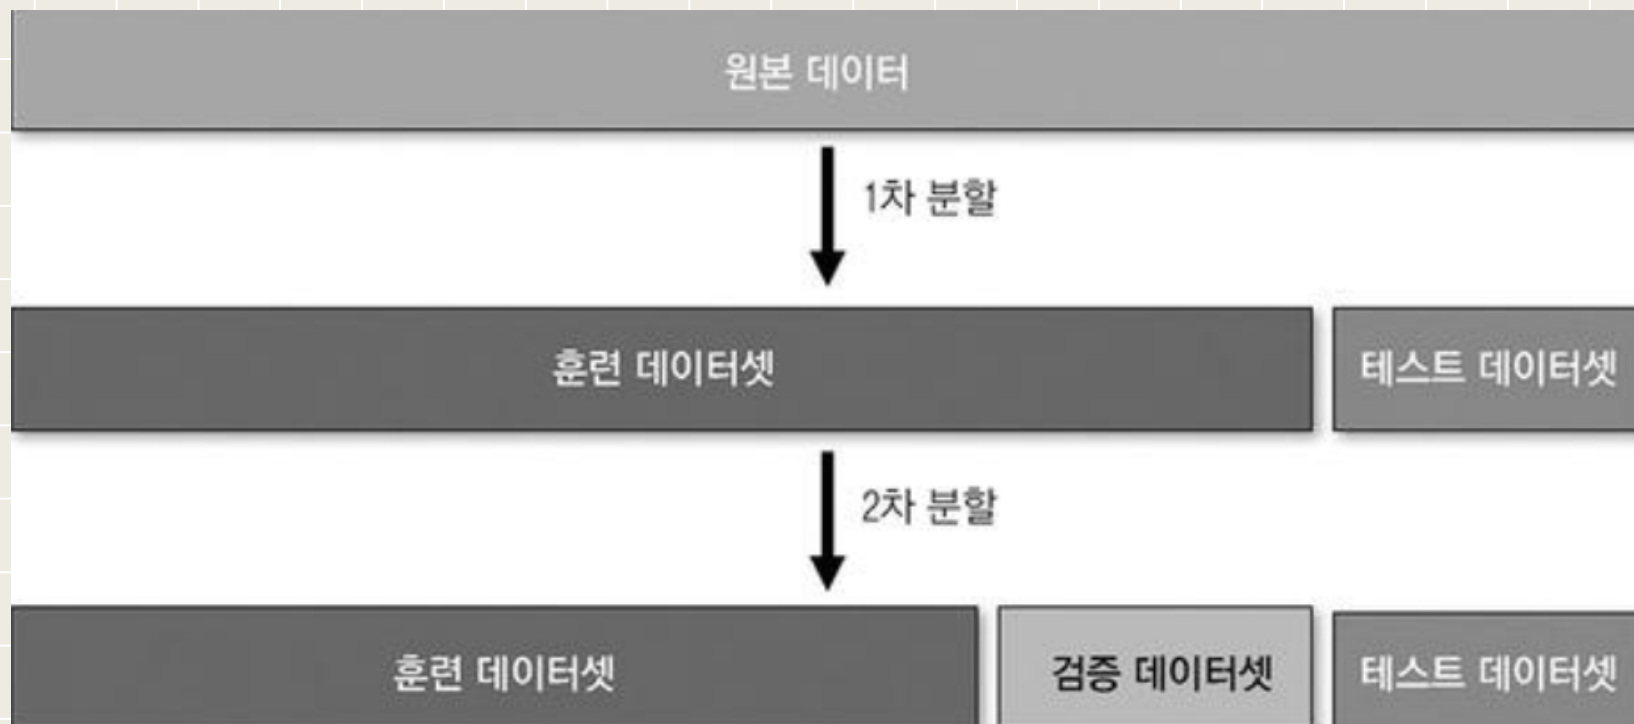 원본 데이터
1차 분할
훈련 데이터셋 테스트 데이터셋
2차 분할
훈련 데이터셋 검증 데이터셋 테스트 데이터셋